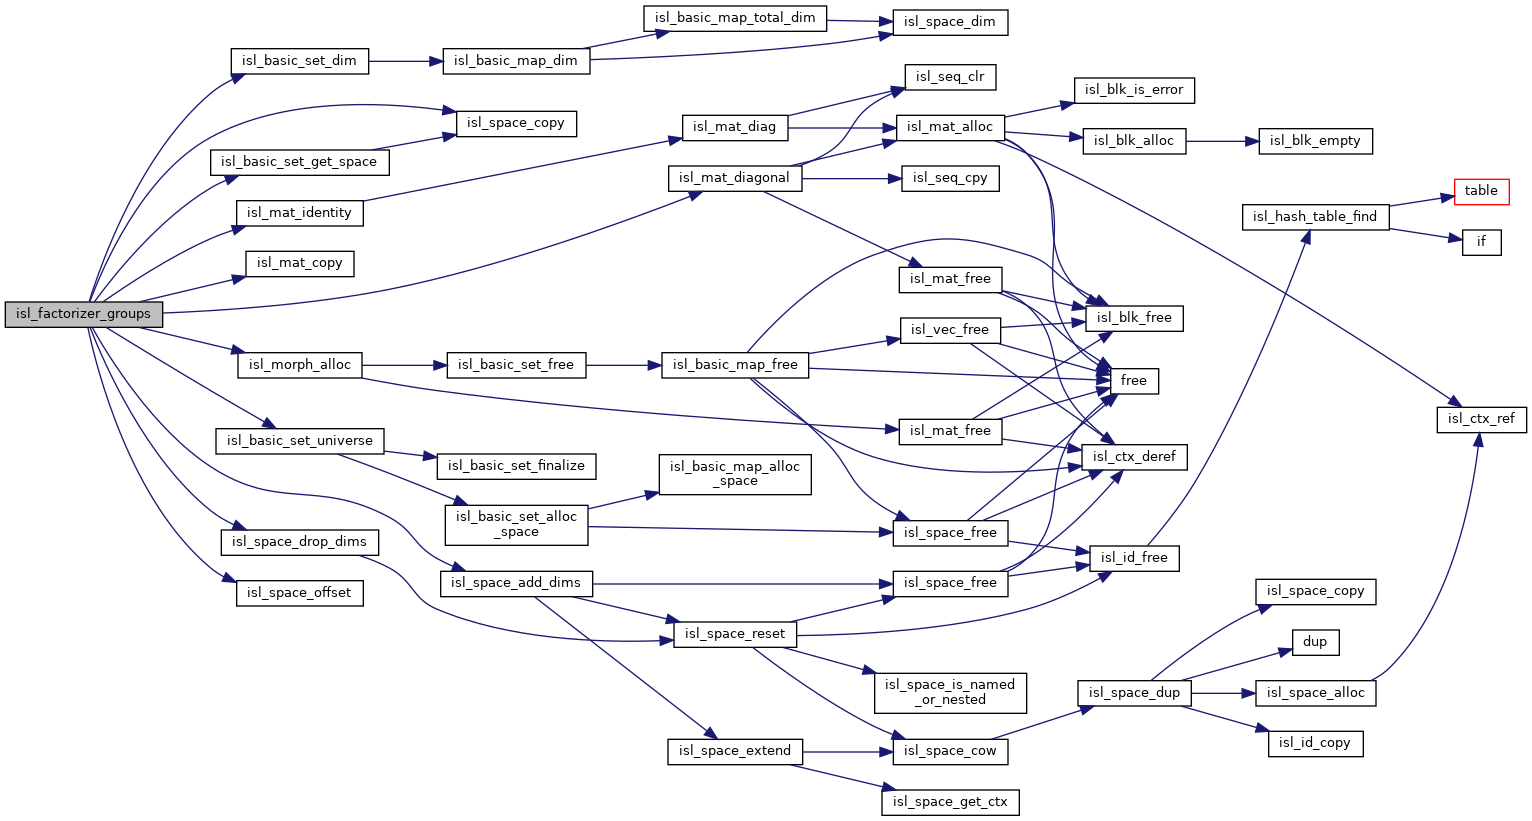 isl_factorizer_groups
isl_basic_set_dim
isl_space_copy
isl_basic_set_get_space
isl_mat_identity
isl_mat_copy
isl_morph_alloc
isl_basic_set_universe
isl_space_drop_dims
isl_space_offset
isl_basic_map_dim
isl_basic_set_free
isl_basic_set_finalize
isl_basic_set_alloc
_space
isl_space_add_dims
isl_basic_map_total_dim
isl_mat_diag
isl_mat_diagonal
isl_basic_map_free
isl_basic_map_alloc
_space
isl_space_reset
isl_space_extend
isl_space_dim
isl_seq_clr
isl_mat_alloc
isl_seq_cpy
isl_mat_free
isl_vec_free
isl_mat_free
isl_space_free
isl_space_free
isl_space_is_named
_or_nested
isl_space_cow
isl_space_get_ctx
isl_blk_is_error
isl_blk_alloc
isl_blk_free
free
isl_ctx_deref
isl_id_free
isl_space_dup
isl_blk_empty
isl_hash_table_find
isl_space_copy
dup
isl_space_alloc
isl_id_copy
table
if
isl_ctx_ref